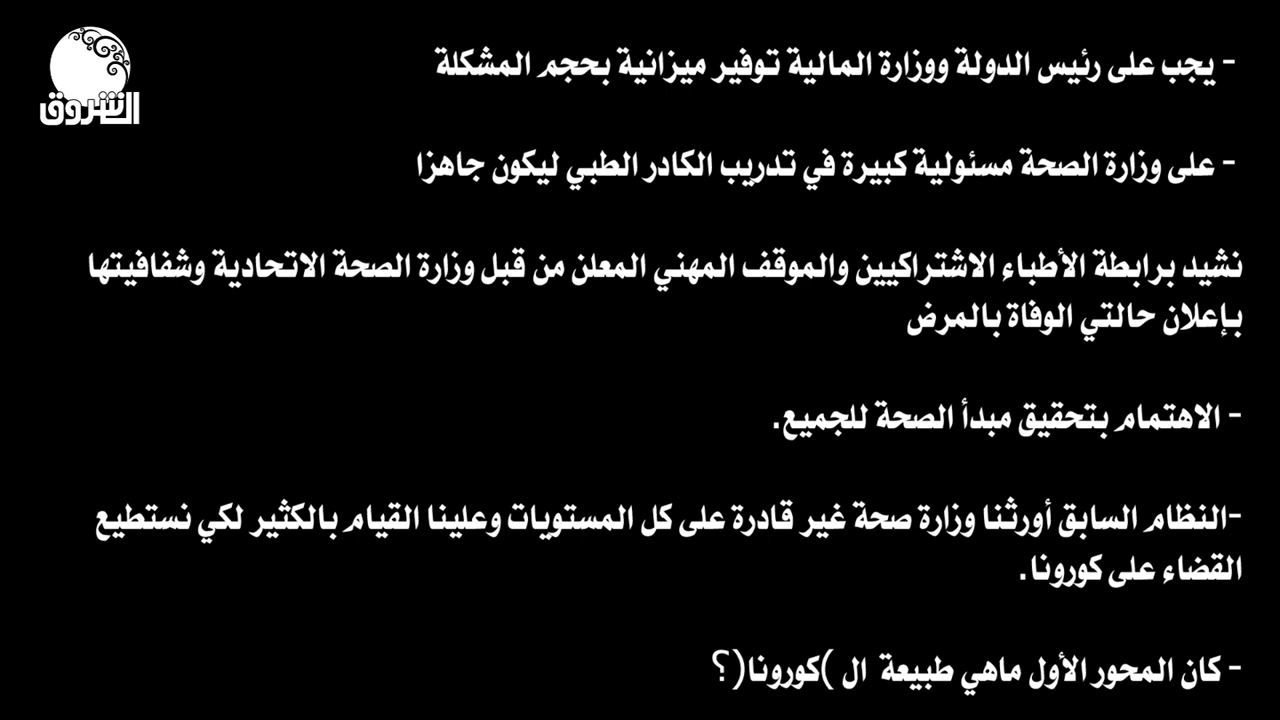 الشروق
- يجب على رئيس الدولة ووزارة المالية توفير ميزانية بحجم المشكلة
- على وزارة الصحة مسئولية كبيرة في تدريب الكادر الطبي ليكون جاهزا
نشيد برابطة الأطباء الاشتراكيين والموقف المهني المعلن من قبل وزارة الصحة الاتحادية وشفافيتها
بإعلان حالتي الوفاة بالمرض
- الاهتمام بتحقيق مبدأ الصحة للجميع.
-النظام السابق أورثنا وزارة صحة غير قادرة على كل المستويات وعلينا القيام بالكثير لكي نستطيع
القضاء على كورونا.
- كان المحور الأول ماهي طبيعة ال )كورونا(؟